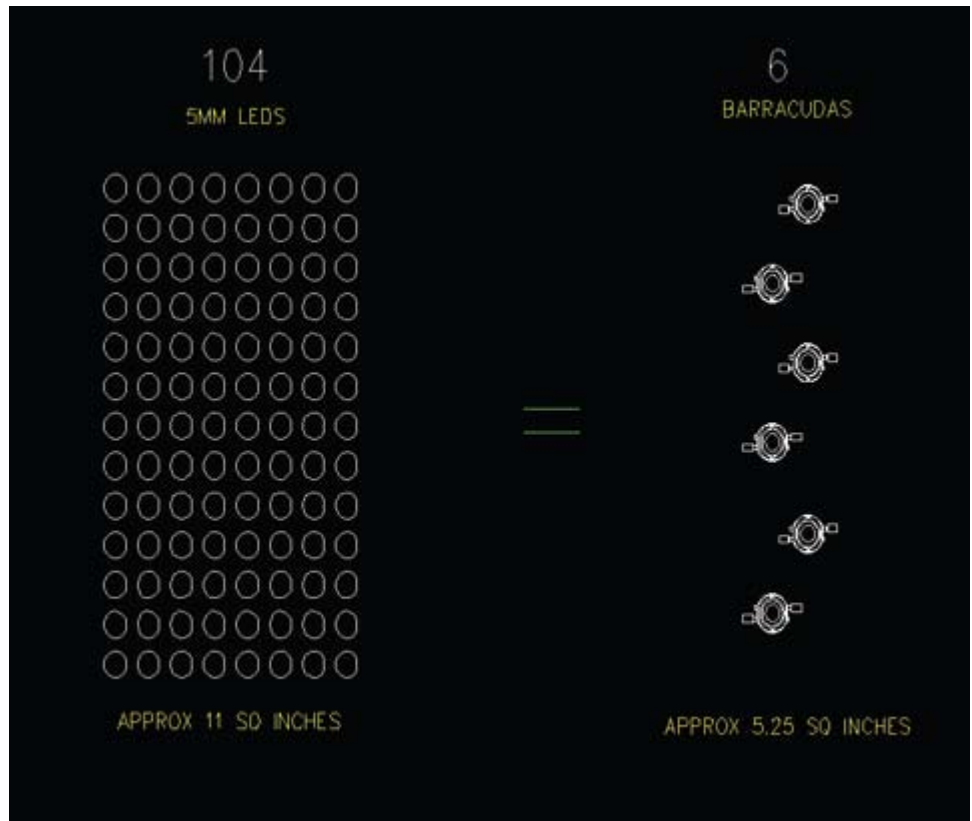 104
5MM LEDS
6
BARRACUDAS
APPROX 11 SQ INCHES
APPROX 5.25 SQ INCHES